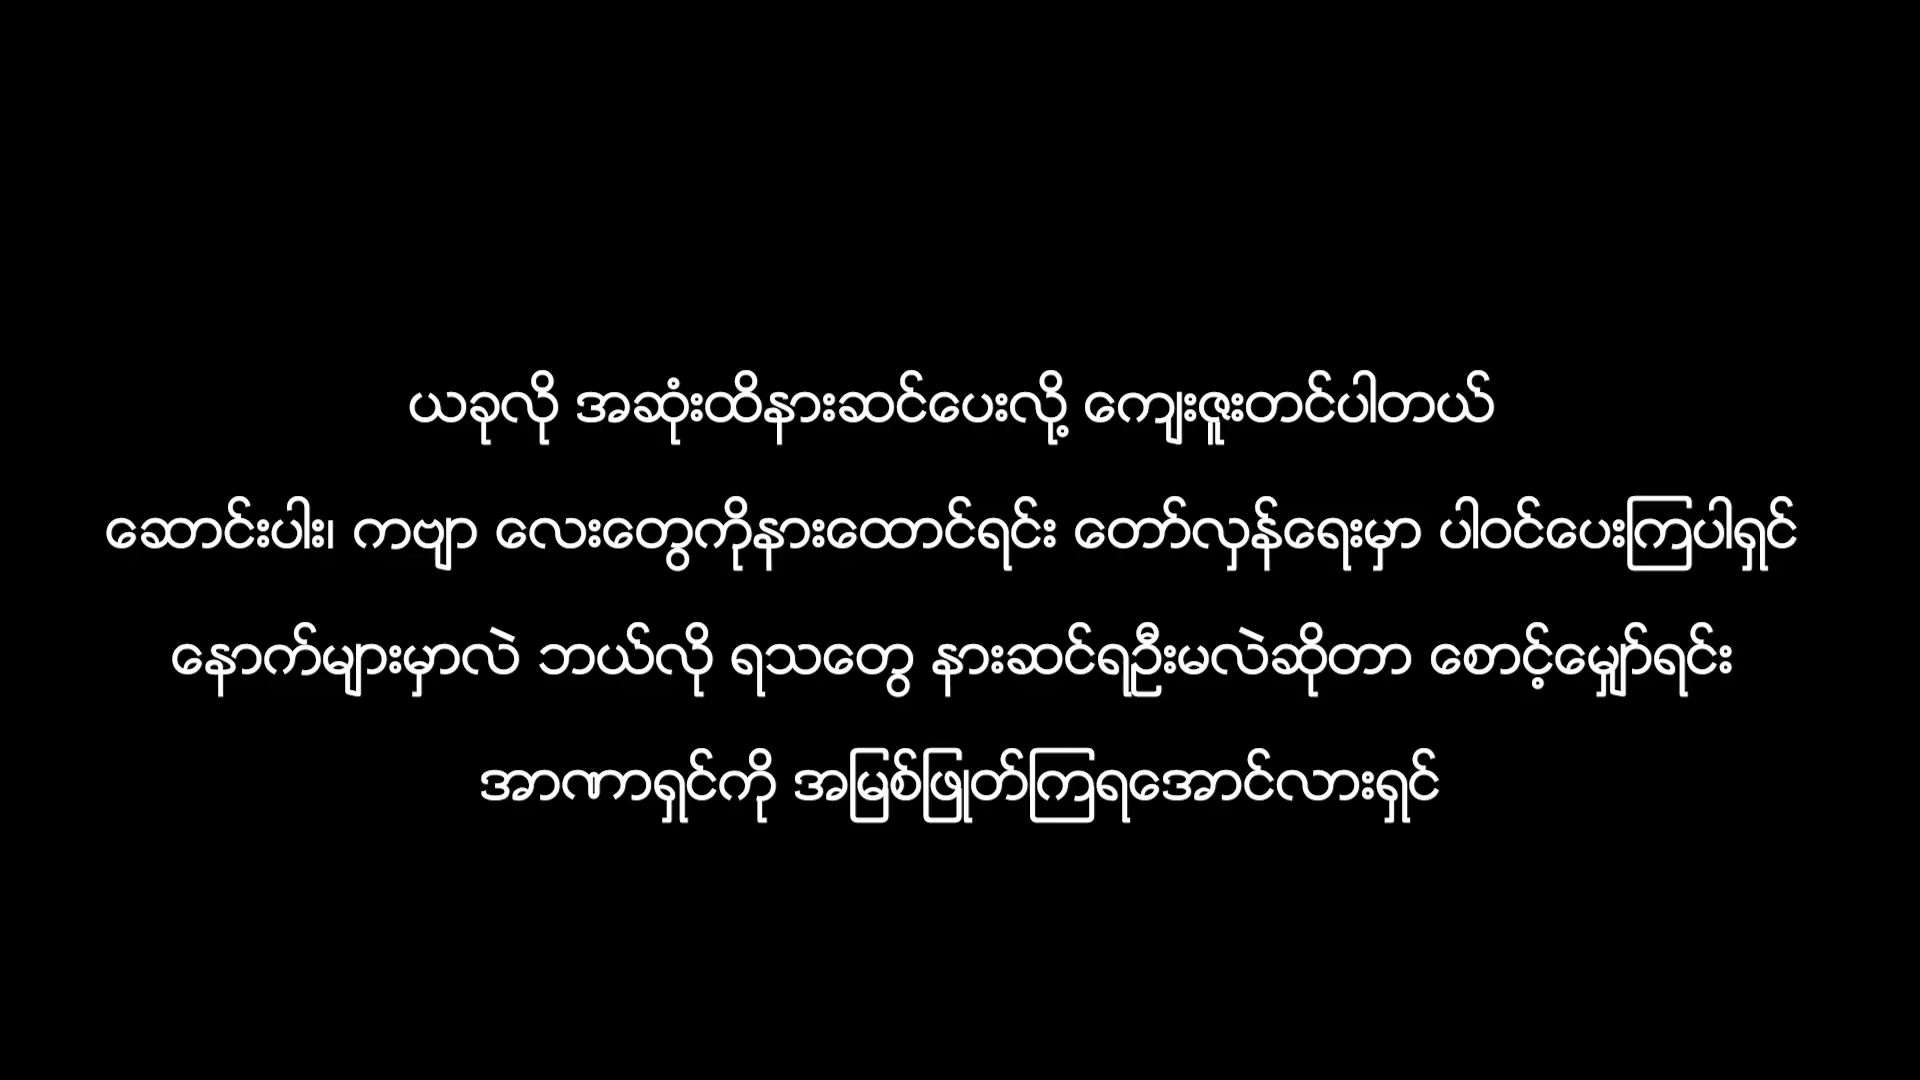 ယခုလို အဆုံးထိနားဆင်ပေးလို့ ကျေးဇူးတင်ပါတယ်
ဆောင်းပါး၊ ကဗျာ လေးတွေကိုနားထောင်ရင်း တော်လှန်ရေးမှာ ပါဝင်ပေးကြပါရှင်
နောက်များမှာလဲ ဘယ်လို ရသတွေ နားဆင်ရဦးမလဲဆိုတာ စောင့်မျှော်ရင်း
အာဏာရှင်ကို အမြစ်ဖြုတ်ကြရအောင်လားရှင်